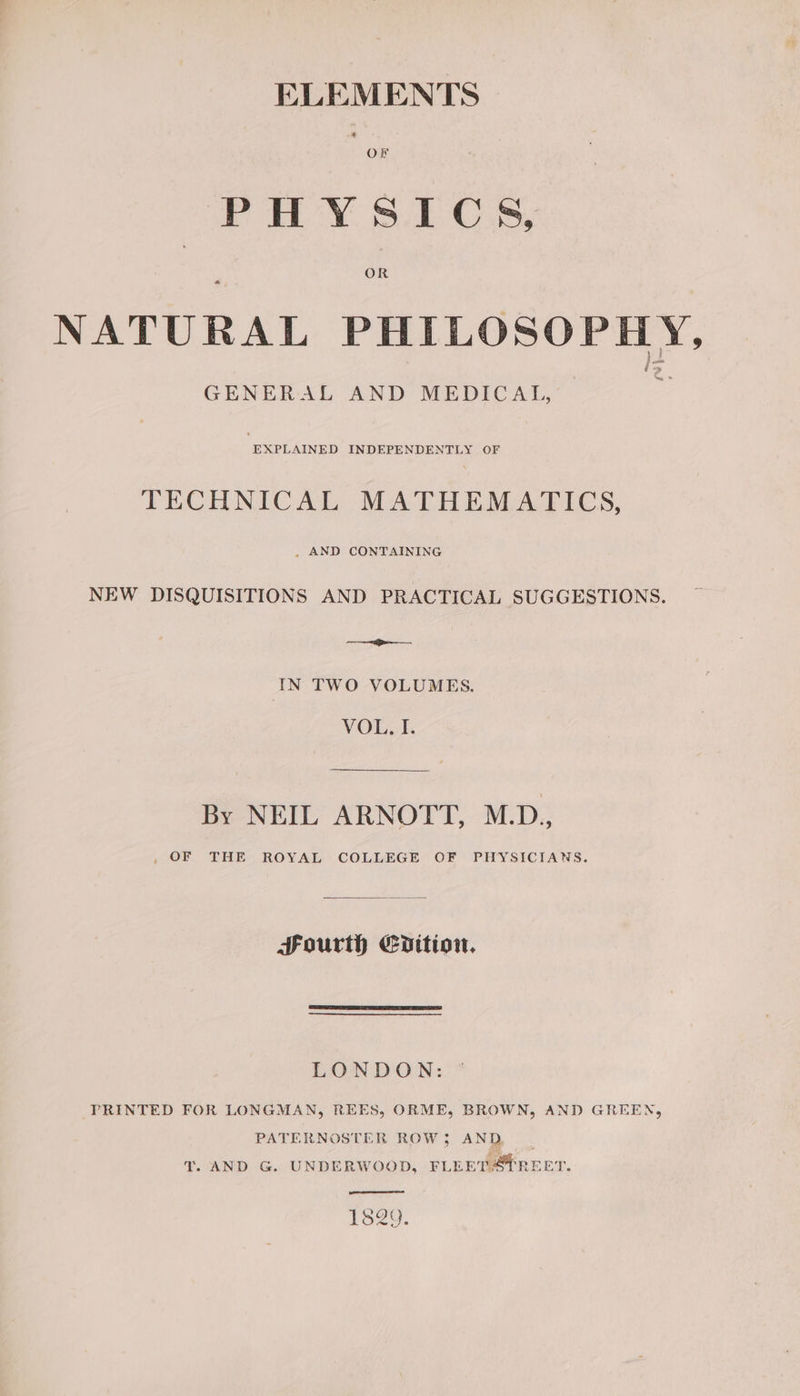 ELEMENTS
OF
PHYSICS,
OR
NATURAL PHILOSOPHY,
GENERAL AND MEDICAL,
EXPLAINED INDEPENDENTLY OF
TECHNICAL MATHEMATICS,
AND CONTAINING
NEW DISQUISITIONS AND PRACTICAL SUGGESTIONS.
IN TWO VOLUMES.
VOL. I.
By NEIL ARNOTT, M.D.,
OF THE ROYAL COLLEGE OF PHYSICIANS.
Fourth Edition.
LONDON:
PRINTED FOR LONGMAN, REES, ORME, BROWN, AND GREEN,
PATERNOSTER ROW; AND
T. AND G. UNDERWOOD, FLEET STREET.
1829.